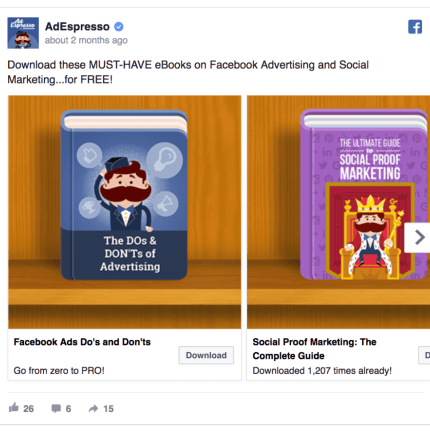 Ad
Espresso
AdEspresso
about 2 months ago
Download these MUST-HAVE eBooks on Facebook Advertising and Social
Marketing...for FREE!
The DOs &
DON'Ts of
Advertising
THE ULTIMATE GUIDE
to
SOCIAL PROOF
MARKETING
Facebook Ads Do's and Don'ts
Download
Go from zero to PRO!
Social Proof Marketing: The
Complete Guide
D
Downloaded 1,207 times already!
26
6
15